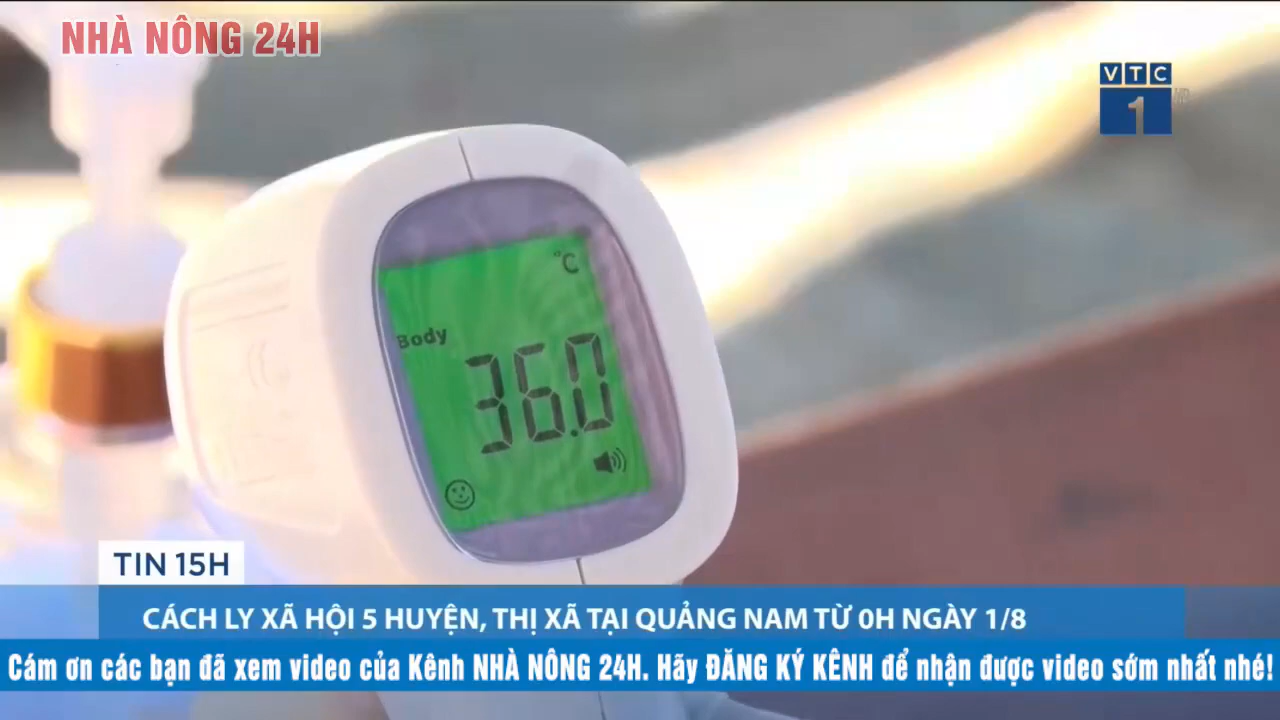 NHÀ NÔNG 24H
VTC
1
°C
Body
36.0
TIN 15H
CÁCH LY XÃ HỘI 5 HUYỆN, THỊ XÃ TẠI QUẢNG NAM TỪ 0H NGÀY 1/8
Cám ơn các bạn đã xem video của Kênh NHÀ NÔNG 24H. Hãy ĐĂNG KÝ KÊNH để nhận được video sớm nhất nhé!